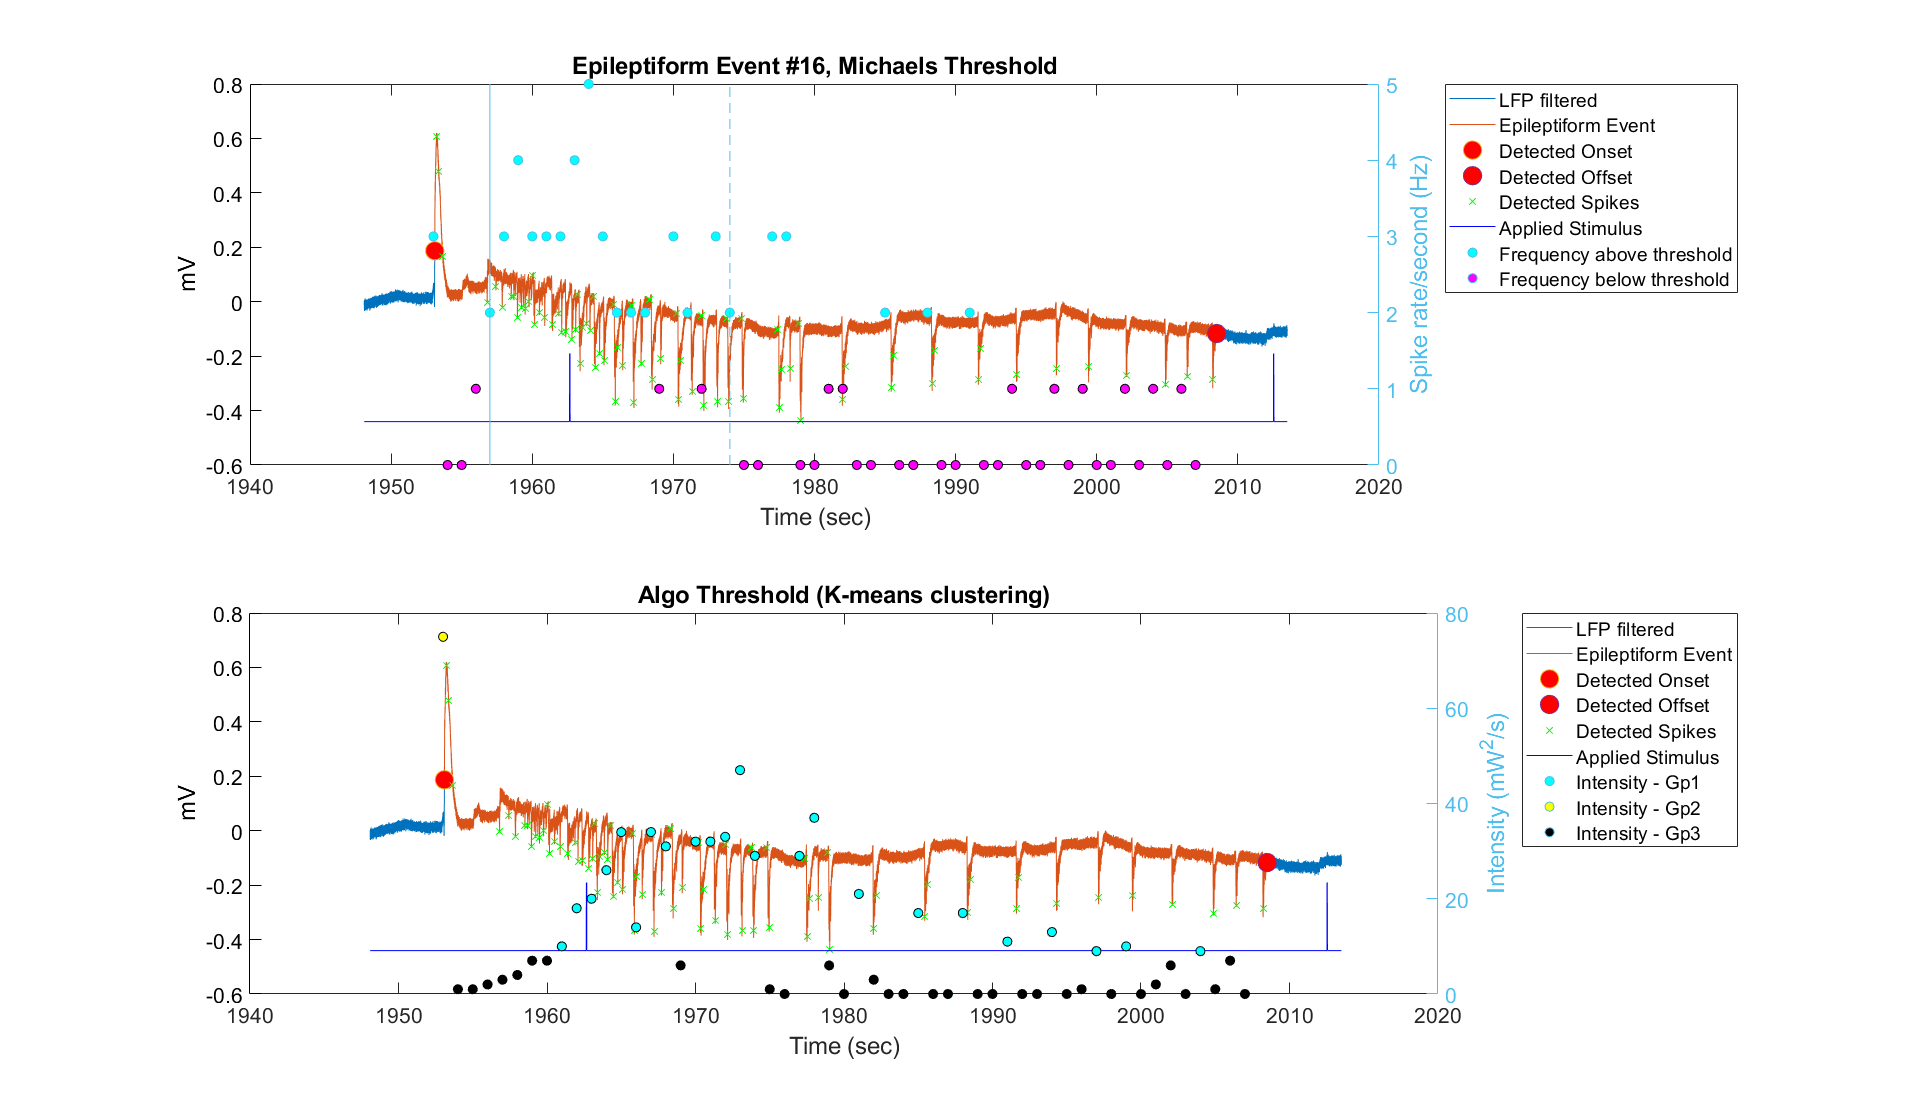 Epileptiform Event #16, Michaels Threshold
0.8
0.6
0.4
0.2
0
-0.2
-0.4
-0.6
mV
5
4
3
2
1
0
Spike rate/second (Hz)
1940 1950 1960 1970 1980 1990 2000 2010 2020
Time (sec)
LFP filtered
Epileptiform Event
Detected Onset
Detected Offset
Detected Spikes
Applied Stimulus
Frequency above threshold
Frequency below threshold
Algo Threshold (K-means clustering)
0.8
0.6
0.4
0.2
0
-0.2
-0.4
-0.6
mV
80
60
40
20
0
Intensity (mW²/s)
1940 1950 1960 1970 1980 1990 2000 2010 2020
Time (sec)
LFP filtered
Epileptiform Event
Detected Onset
Detected Offset
Detected Spikes
Applied Stimulus
Intensity - Gp1
Intensity - Gp2
Intensity - Gp3